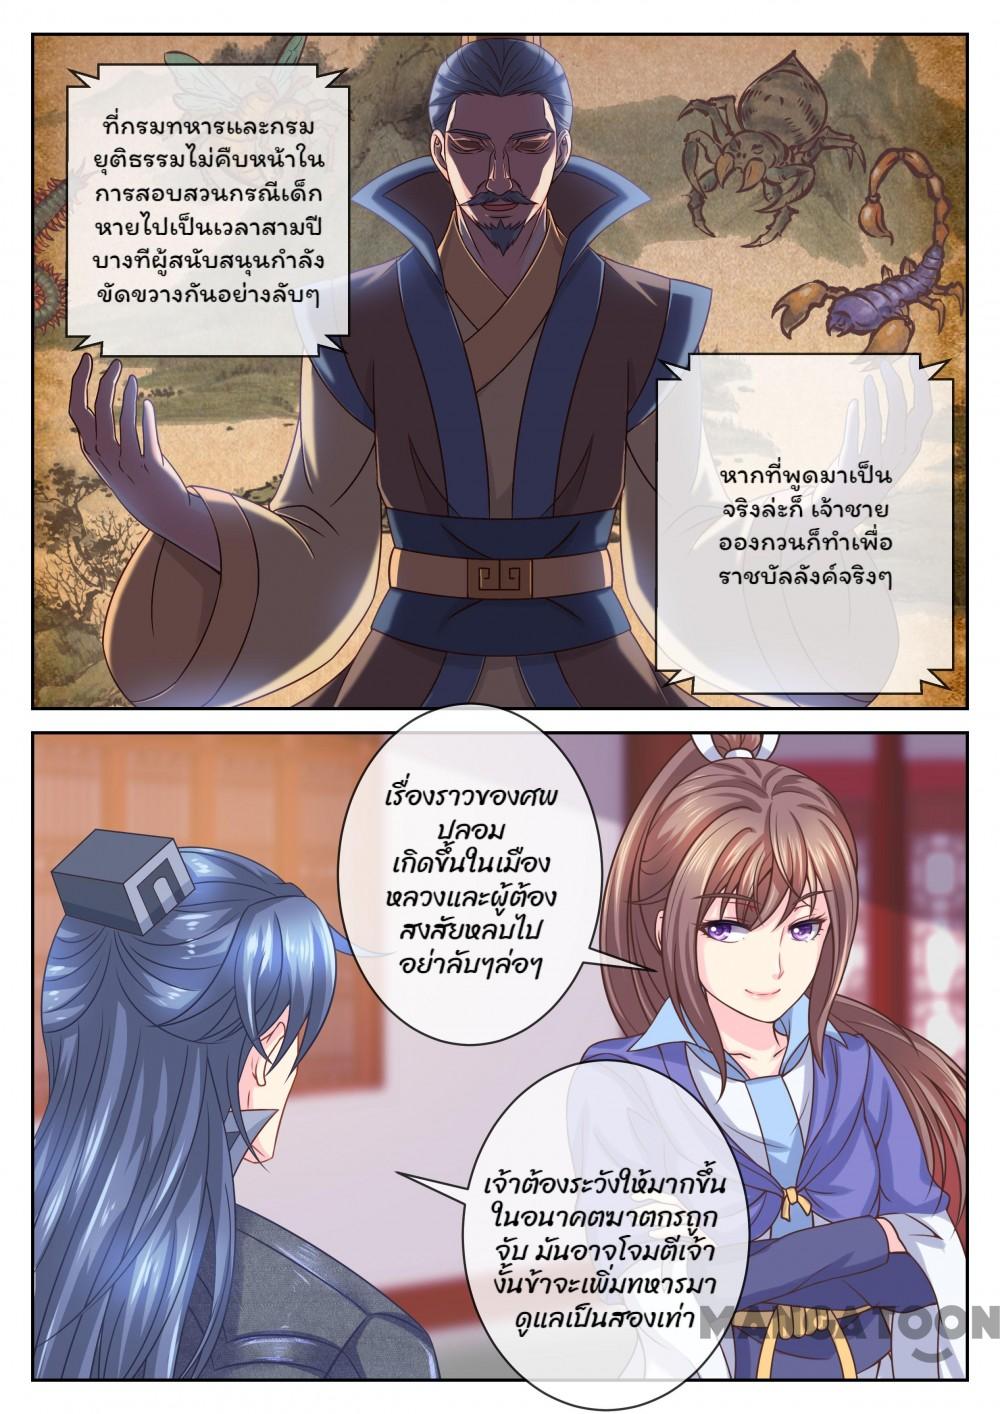 ที่กรมทหารและกรม
ยุติธรรมไม่คืบหน้าใน
การสอบสวนกรณีเด็ก
หายไปเป็นเวลาสามปี
บางทีผู้สนับสนุนกำลัง
ขัดขวางกันอย่างลับๆ
หากที่พูดมาเป็น
จริงล่ะก็ เจ้าชาย
อองกวนก็ทำเพื่อ
ราชบัลลังค์จริงๆ
เรื่องราวของศพ
ปลอม
เกิดขึ้นในเมือง
หลวงและผู้ต้อง
สงสัยหลบไป
อย่าลับๆล่อๆ
เจ้าต้องระวังให้มากขึ้น
ในอนาคตฆาตกรถูก
จับ มันอาจโจมตีเจ้า
งั้นข้าจะเพิ่มทหารมา
ดูแลเป็นสองเท่า
MANGATOON